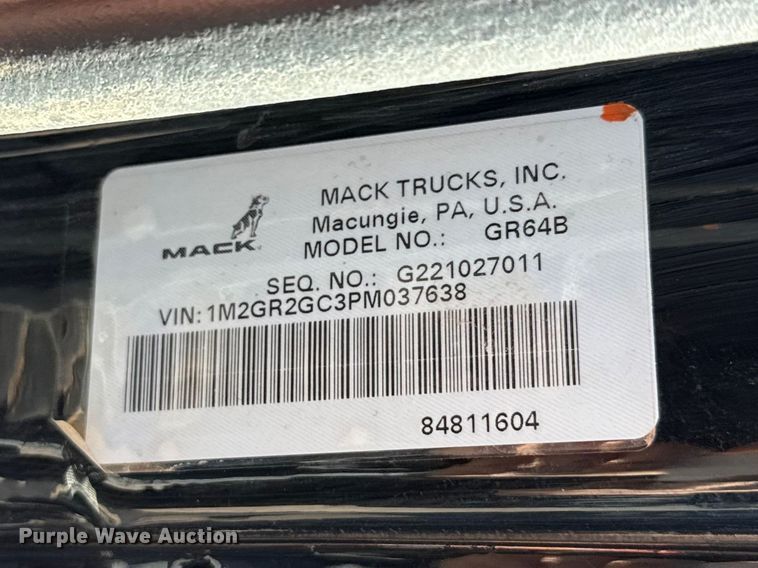 MACK TRUCKS, INC.
Macungie, PA, U.S.A.
MACK
MODEL NO.: GR64B
SEQ. NO.: G221027011
VIN: 1M2GR2GC3PM037638
84811604
Purple Wave Auction